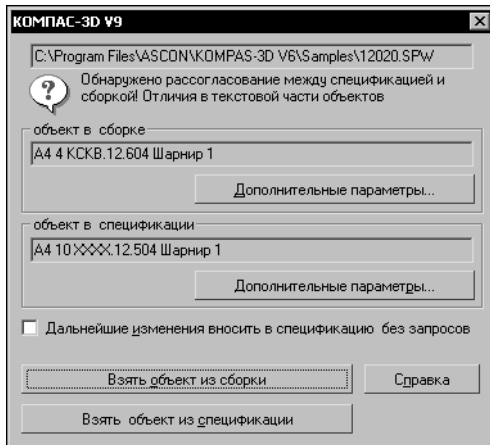 КОМПАС-3D V9
C:\Program Files\ASCON\KOMPAS-3D V6\Samples\12020.SPW
Обнаружено рассогласование между спецификацией и
сборкой! Отличия в текстовой части объектов
объект в сборке
А4 4 КСКВ.12.604 Шарнир 1
Дополнительные параметры...
объект в спецификации
А4 10 XXXX.12.504 Шарнир 1
Дополнительные параметры...
Дальнейшие изменения вносить в спецификацию без запросов
Взять объект из сборки
Справка
Взять объект из спецификации